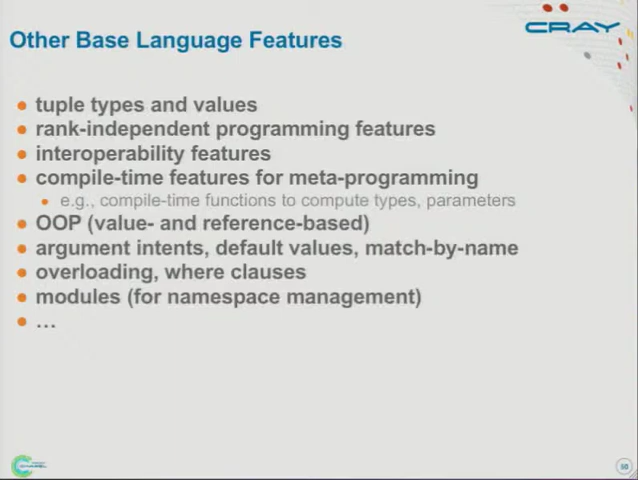 CRAY
Other Base Language Features
• tuple types and values
• rank-independent programming features
• interoperability features
• compile-time features for meta-programming
• e.g., compile-time functions to compute types, parameters
• OOP (value- and reference-based)
• argument intents, default values, match-by-name
• overloading, where clauses
• modules (for namespace management)
• …